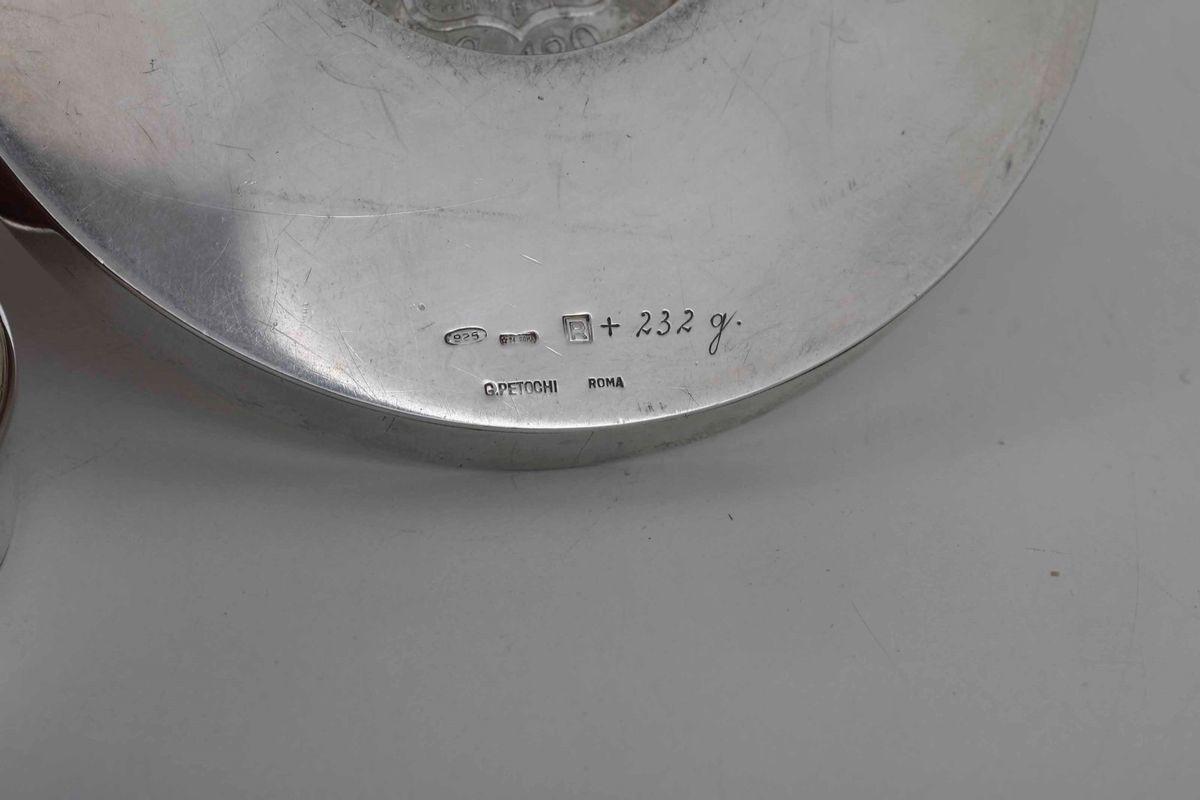 925 R + 232 g.
G.PETOCHI ROMA